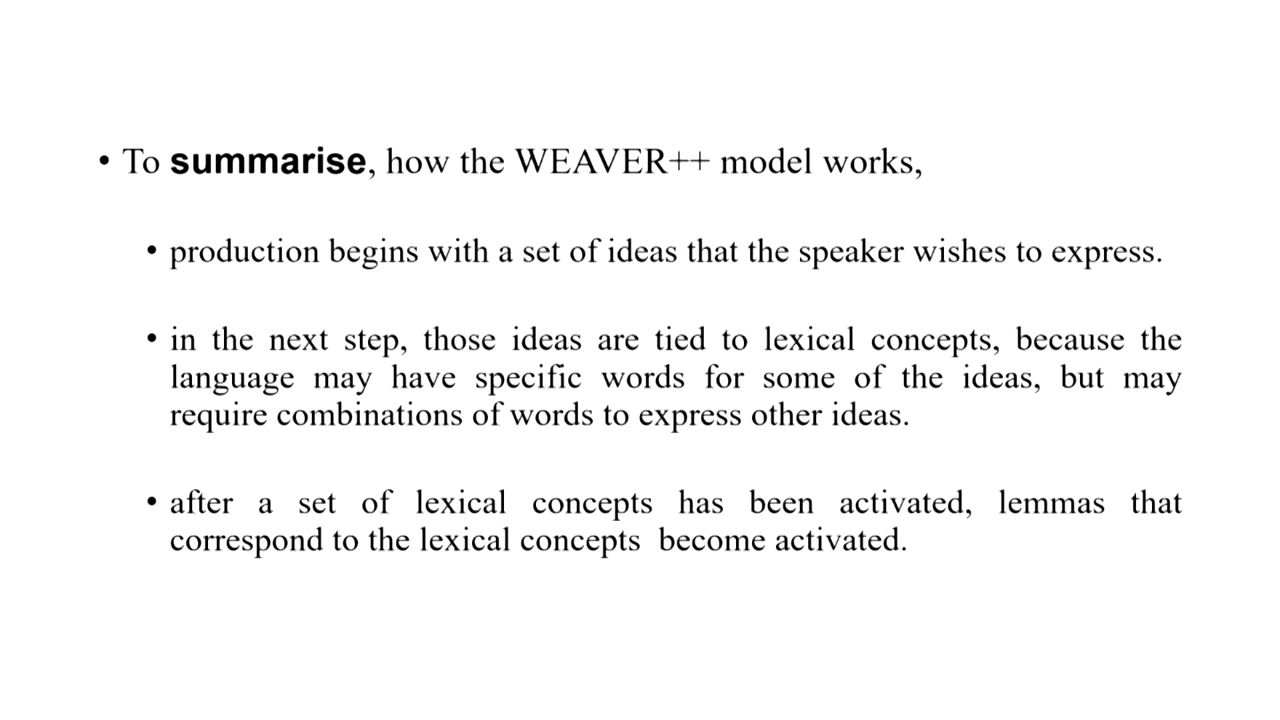 • To summarise, how the WEAVER++ model works,
• production begins with a set of ideas that the speaker wishes to express.
• in the next step, those ideas are tied to lexical concepts, because the
language may have specific words for some of the ideas, but may
require combinations of words to express other ideas.
• after a set of lexical concepts has been activated, lemmas that
correspond to the lexical concepts become activated.